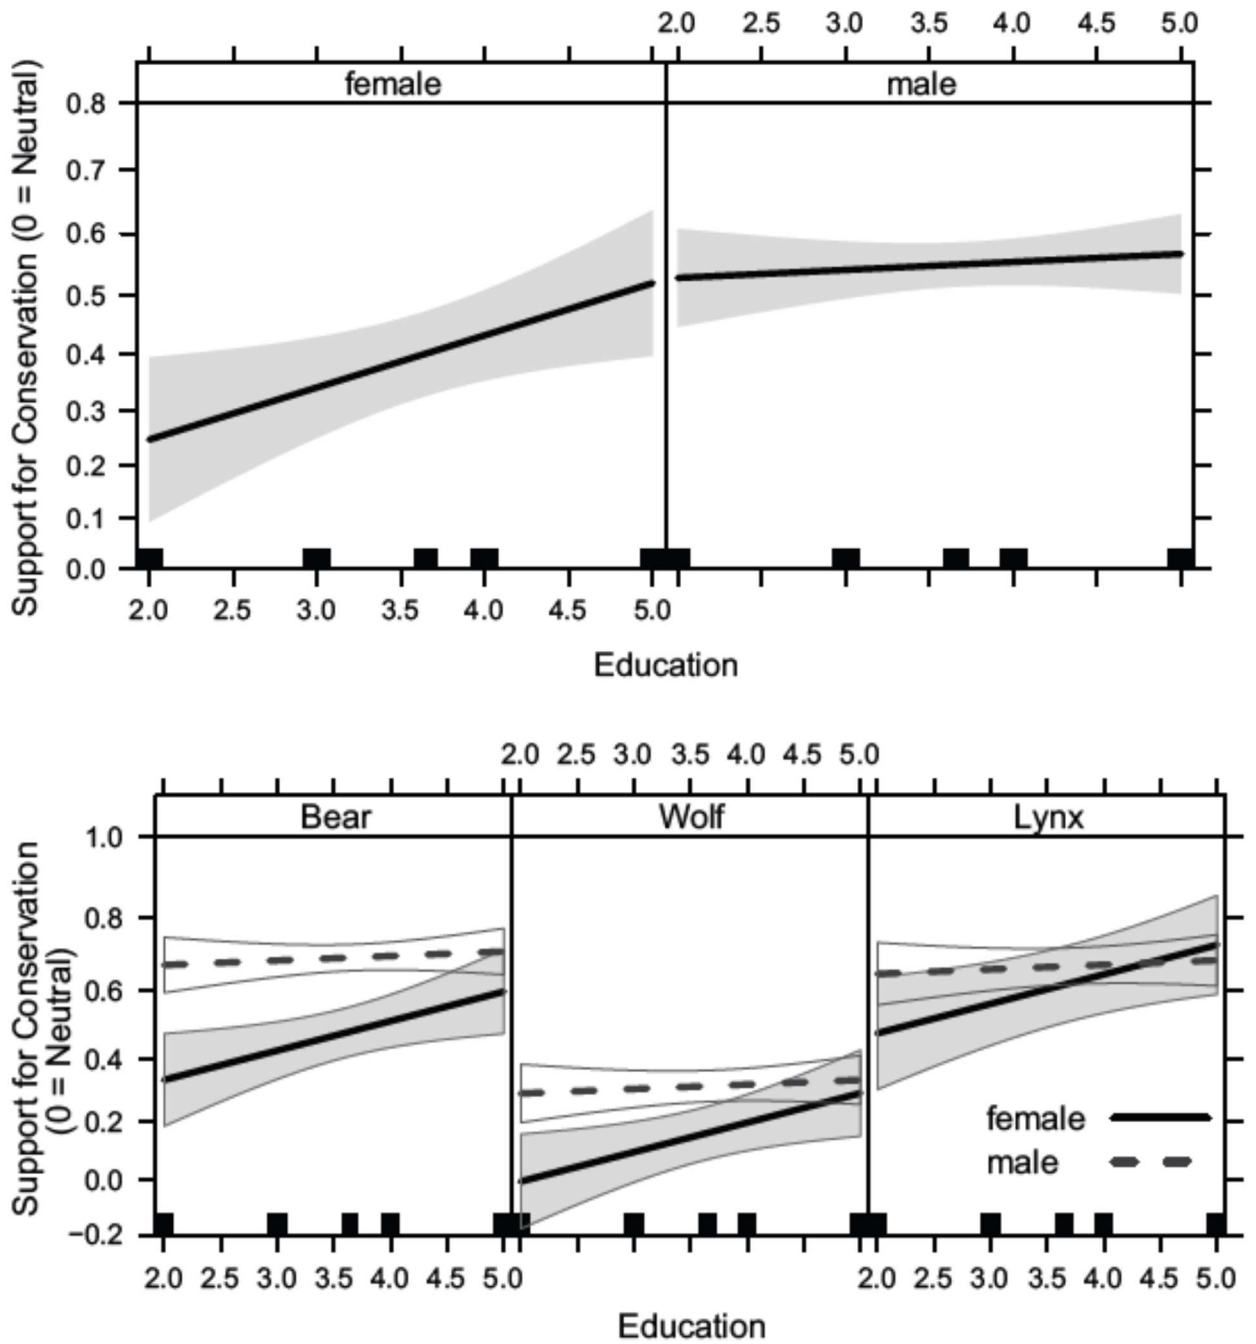 2.0 2.5 3.0 3.5 4.0 4.5 5.0
female male
Support for Conservation (0 = Neutral)
0.8
0.7
0.6
0.5
0.4
0.3
0.2
0.1
0.0
2.0 2.5 3.0 3.5 4.0 4.5 5.0
Education
2.0 2.5 3.0 3.5 4.0 4.5 5.0
Bear Wolf Lynx
Support for Conservation
(0 = Neutral)
1.0
0.8
0.6
0.4
0.2
0.0
−0.2
female
male
2.0 2.5 3.0 3.5 4.0 4.5 5.0 2.0 2.5 3.0 3.5 4.0 4.5 5.0
Education